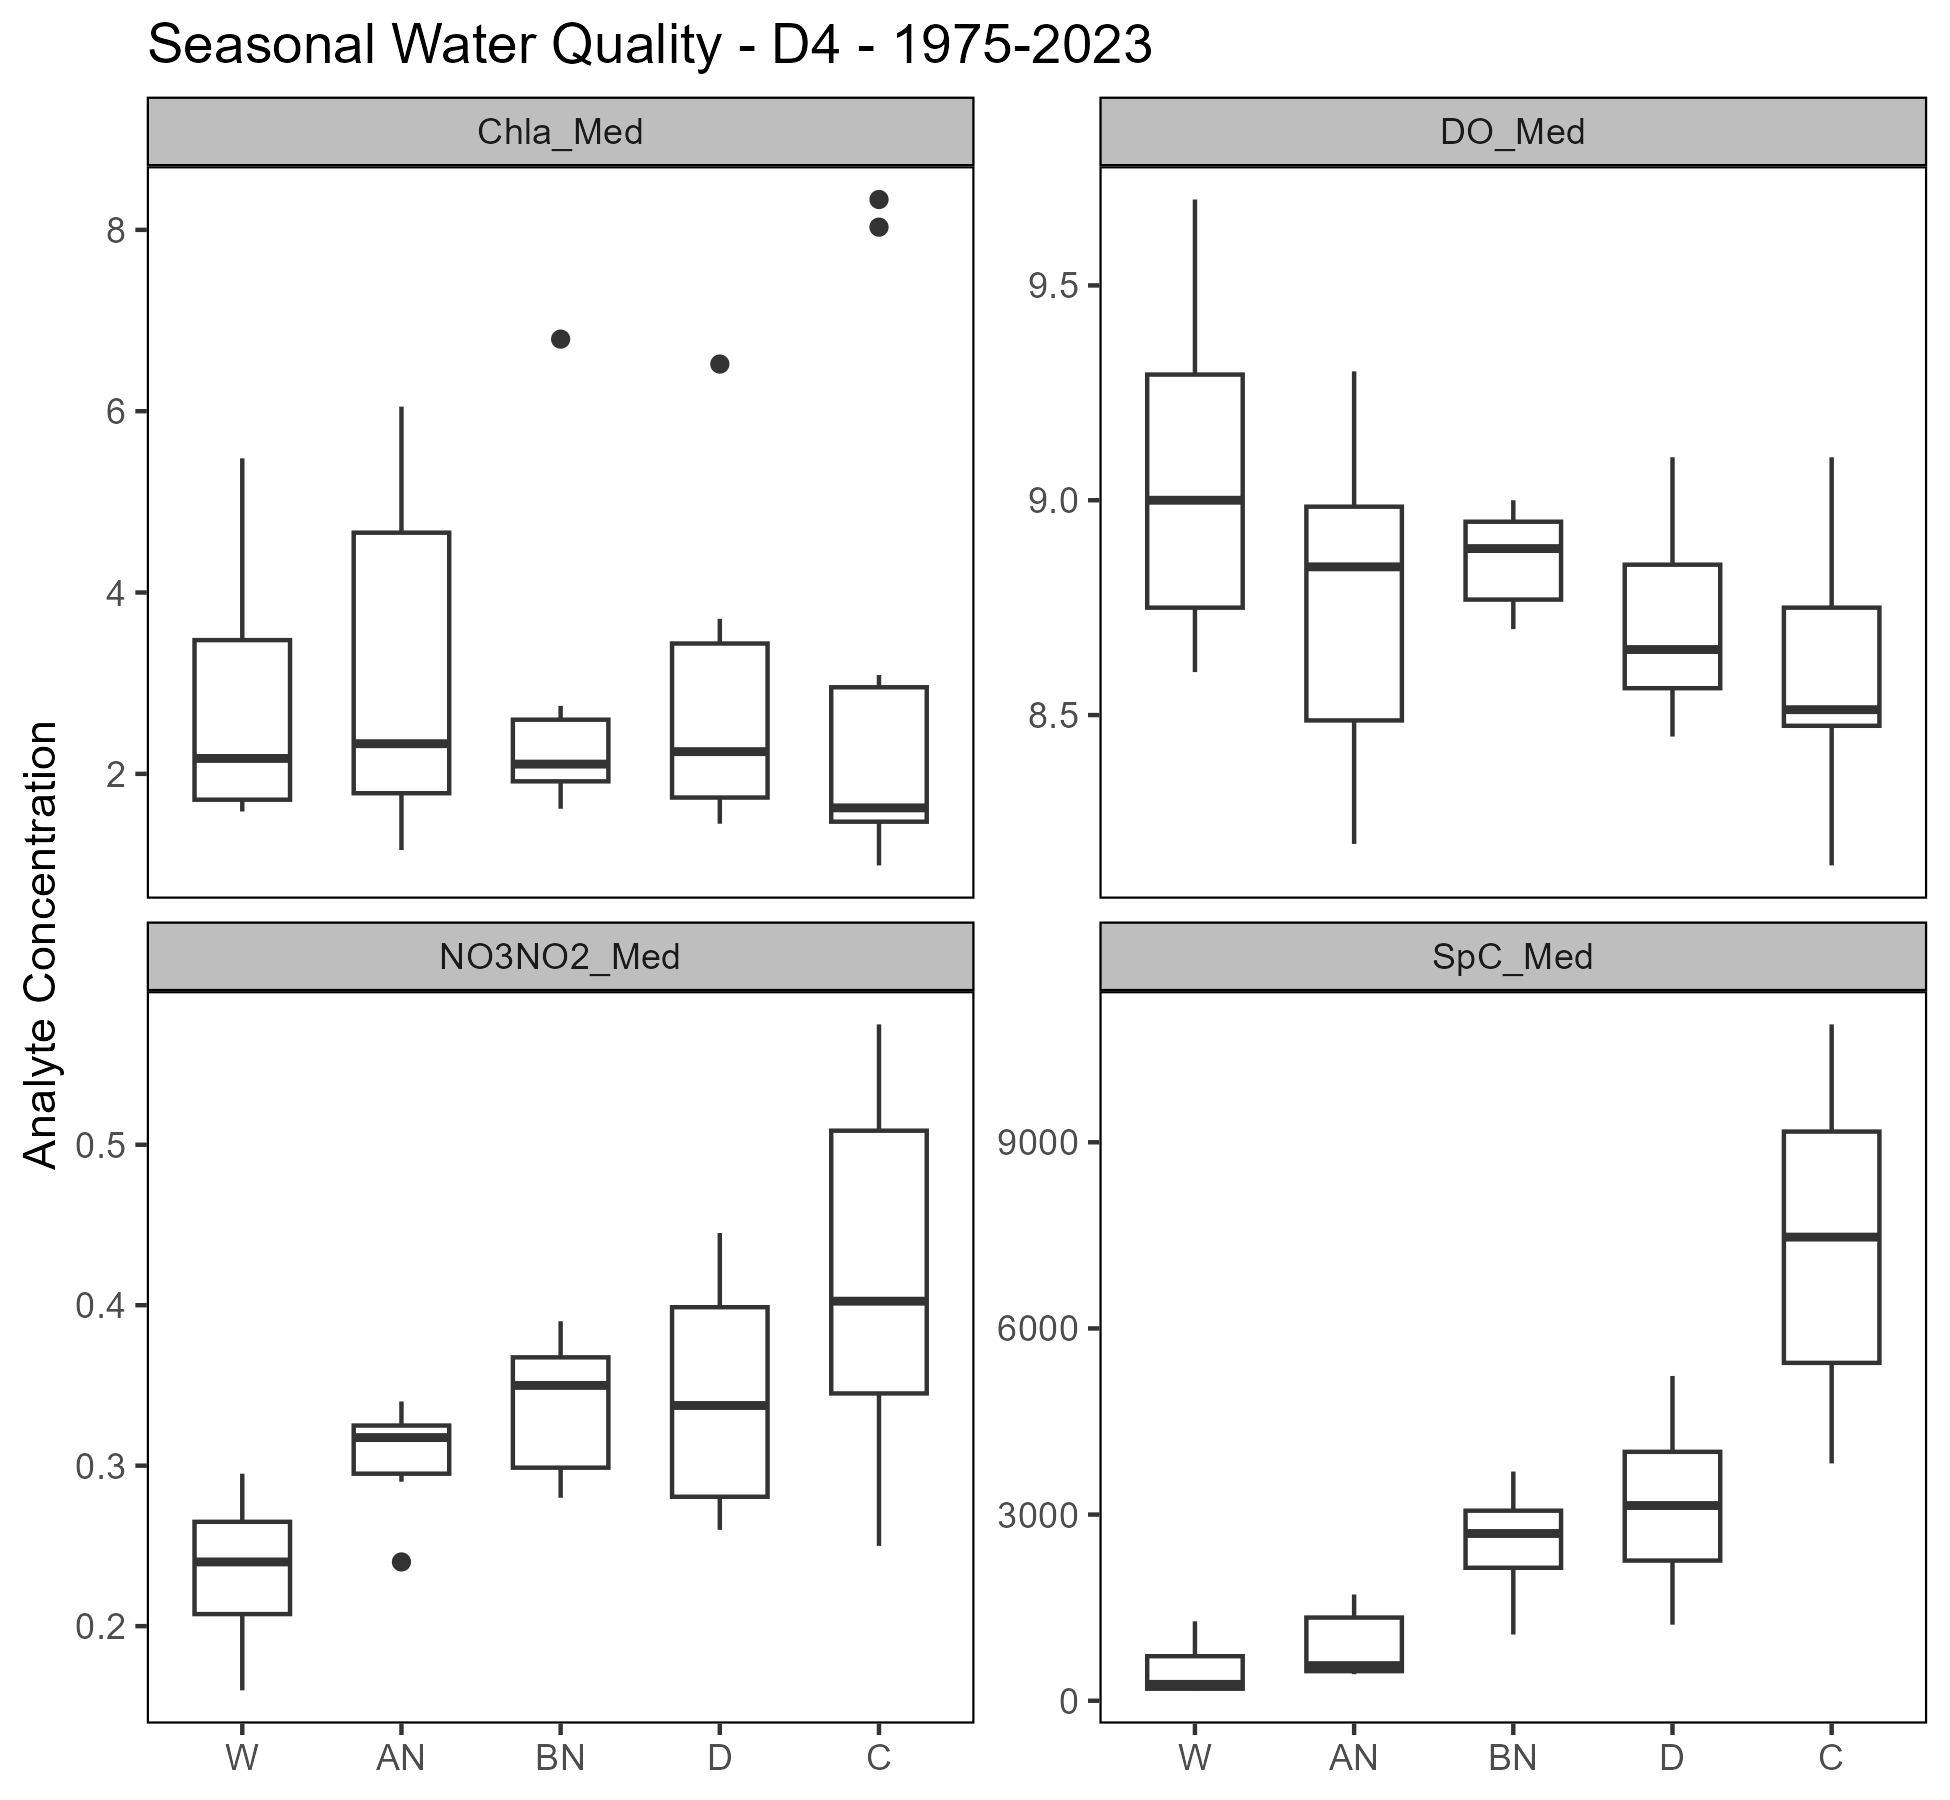 Seasonal Water Quality - D4 - 1975-2023
Chla_Med
DO_Med
8
6
4
2
9.5
9.0
8.5
Analyte Concentration
NO3NO2_Med
SpC_Med
0.5
0.4
0.3
0.2
9000
6000
3000
0
W AN BN D C
W AN BN D C